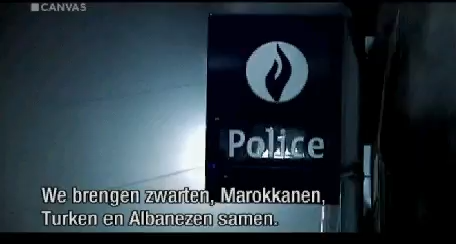 CANVAS
Police
We brengen zwarten, Marokkanen,
Turken en Albanezen samen.